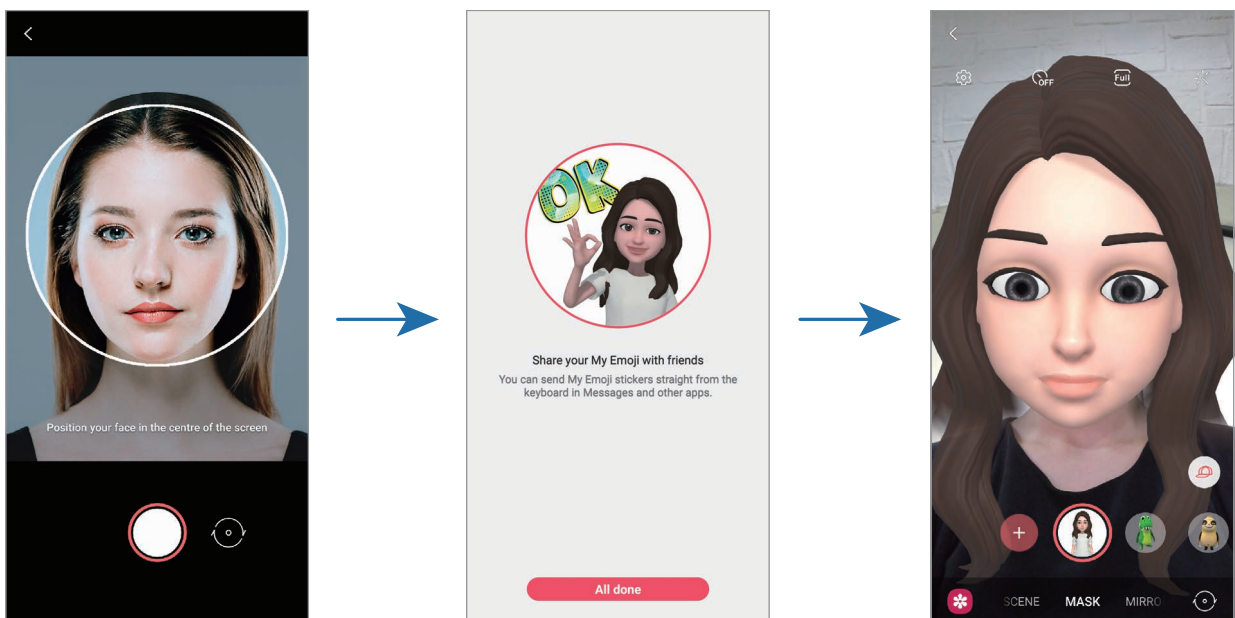 Position your face in the centre of the screen
OK
Share your My Emoji with friends
You can send My Emoji stickers straight from the
keyboard in Messages and other apps.
All done
OFF
Full
SCENE
MASK
MIRRO